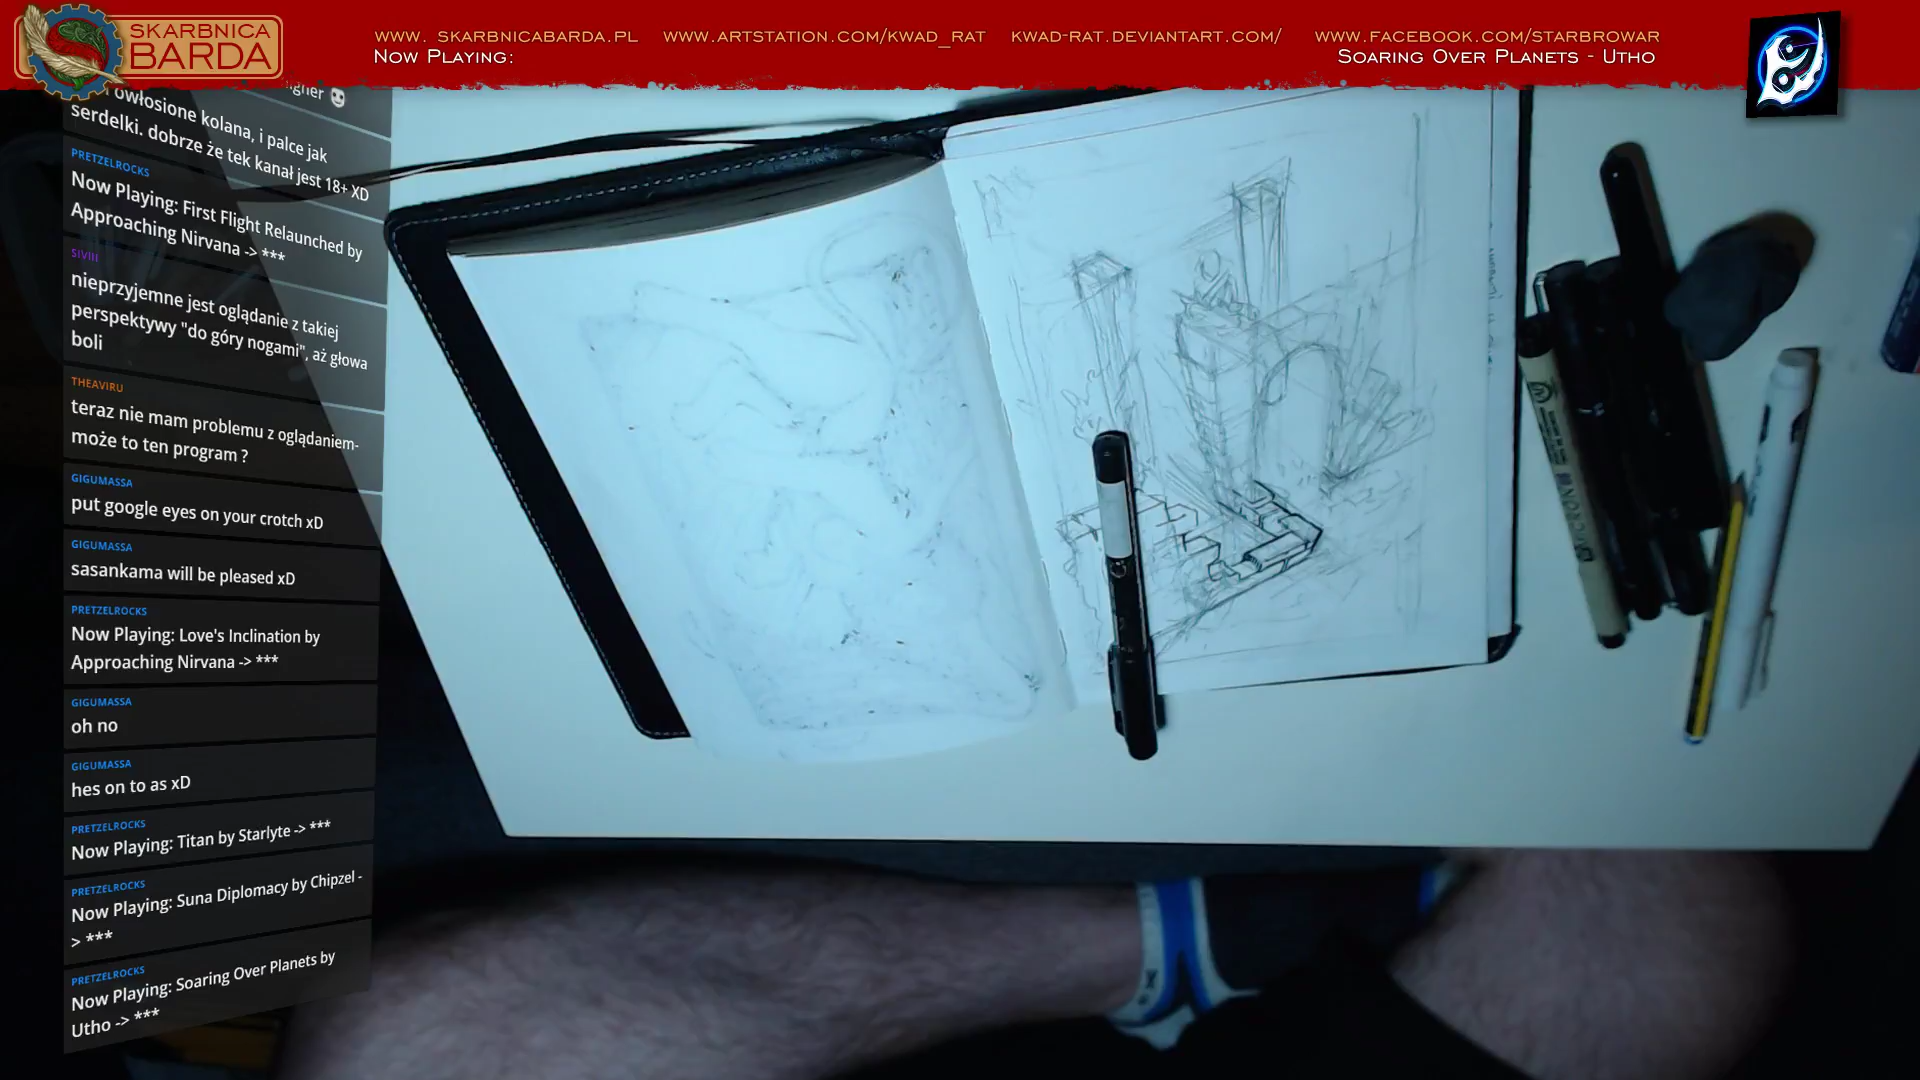 SKARBNICA
BARDA
WWW. SKARBNICABARDA.PL WWW.ARTSTATION.COM/KWAD_RAT KWAD-RAT.DEVIANTART.COM/ WWW.FACEBOOK.COM/STARBROWAR
NOW PLAYING: SOARING OVER PLANETS - UTHO
owłosione kolana, i palce jak
serdelki. dobrze że tek kanał jest 18+ XD
PRETZELROCKS
Now Playing: First Flight Relaunched by
Approaching Nirvana -> ***
SIVIII
nieprzyjemne jest oglądanie z takiej
perspektywy "do góry nogami", aż głowa
boli
THEAVIRU
teraz nie mam problemu z oglądaniem-
może to ten program ?
GIGUMASSA
put google eyes on your crotch xD
GIGUMASSA
sasankama will be pleased xD
PRETZELROCKS
Now Playing: Love's Inclination by
Approaching Nirvana -> ***
GIGUMASSA
oh no
GIGUMASSA
hes on to as xD
PRETZELROCKS
Now Playing: Titan by Starlyte -> ***
PRETZELROCKS
Now Playing: Suna Diplomacy by Chipzel -
> ***
PRETZELROCKS
Now Playing: Soaring Over Planets by
Utho -> ***
MICRON